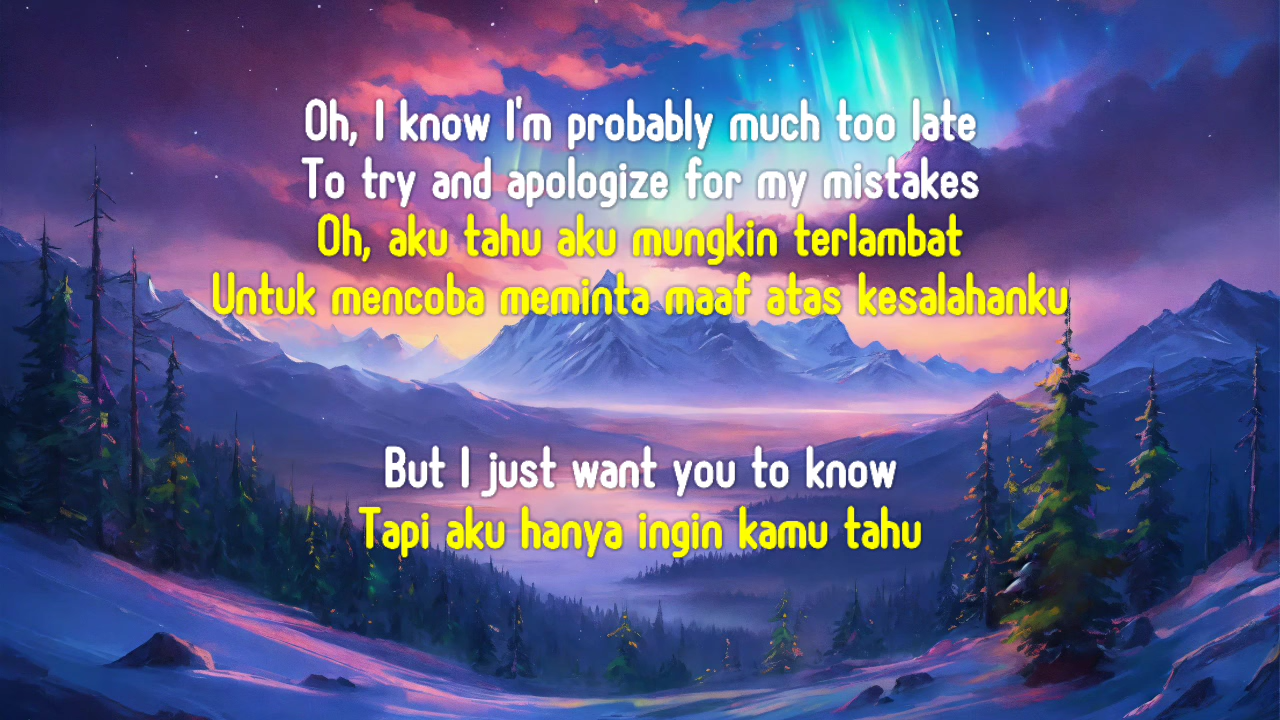 Oh, I know I'm probably much too late
To try and apologize for my mistakes
Oh, aku tahu aku mungkin terlambat
Untuk mencoba meminta maaf atas kesalahanku
But I just want you to know
Tapi aku hanya ingin kamu tahu